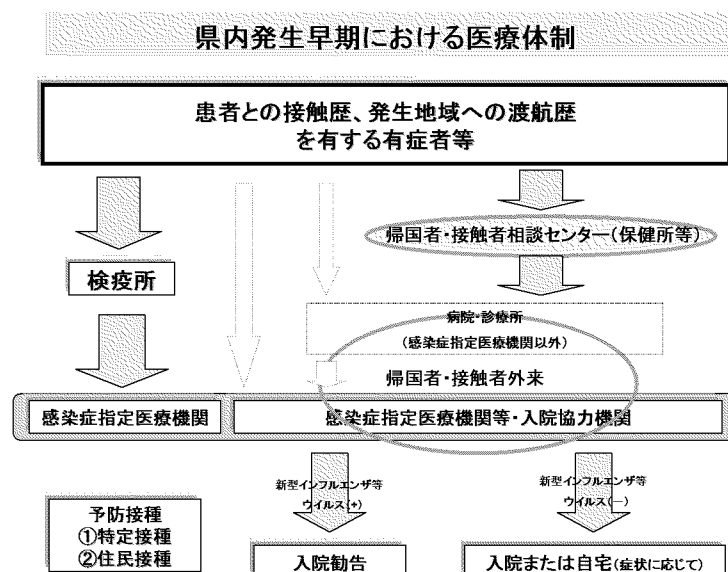 県内発生早期における医療体制
患者との接触歴、発生地域への渡航歴
を有する有症者等
帰国者・接触者相談センター(保健所等)
検疫所
病院・診療所
(感染症指定医療機関以外)
帰国者・接触者外来
感染症指定医療機関
感染症指定医療機関等・入院協力機関
新型インフルエンザ等
ウイルス(+)
新型インフルエンザ等
ウイルス(―)
予防接種
①特定接種
②住民接種
入院勧告
入院または自宅(症状に応じて)